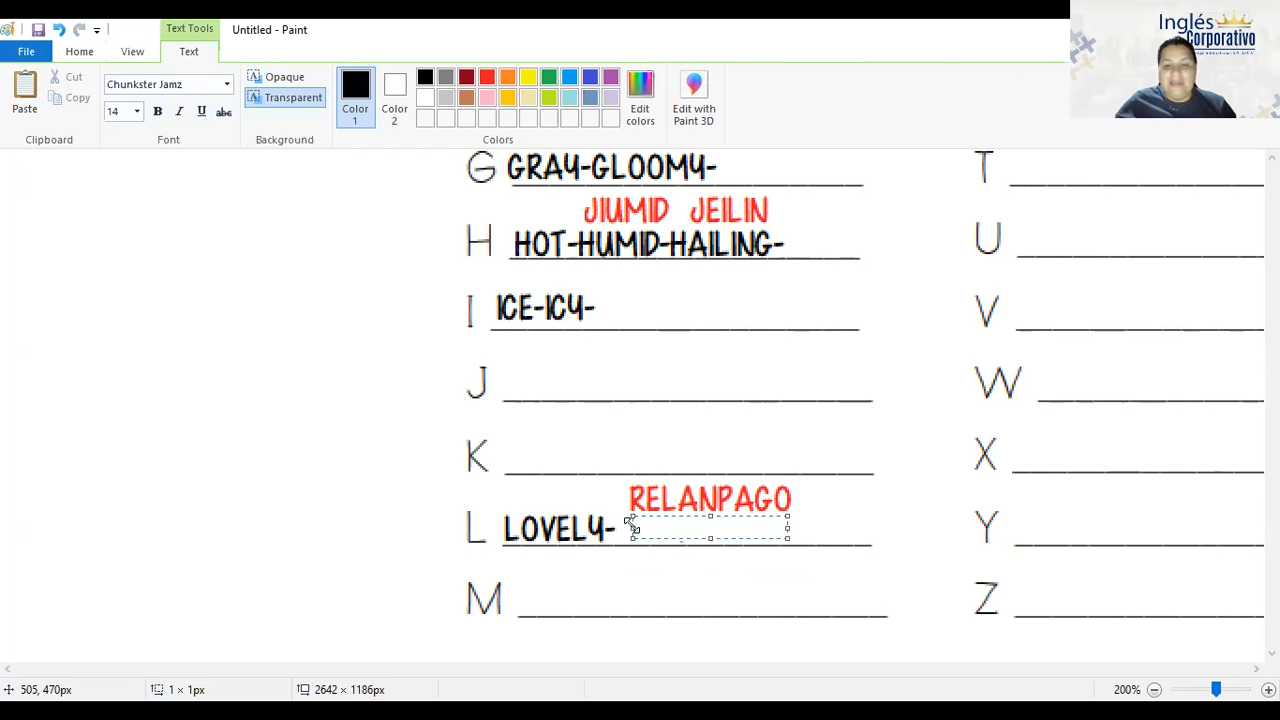 Text Tools
Untitled - Paint
File
Home
View
Text
Inglés
Corporativo
Paste
Cut
Copy
Clipboard
Chunkster Jamz
14
B I U abc
Font
Opaque
Transparent
Background
Color 1
Color 2
Edit colors
Edit with Paint 3D
Colors
G GRAY-GLOOMY-
JIUMID JEILIN
H HOT-HUMID-HAILING-
I ICE-ICY-
J
K
RELANPAGO
L LOVELY-
M
T
U
V
W
X
Y
Z
505, 470px
1 × 1px
2642 × 1186px
200%